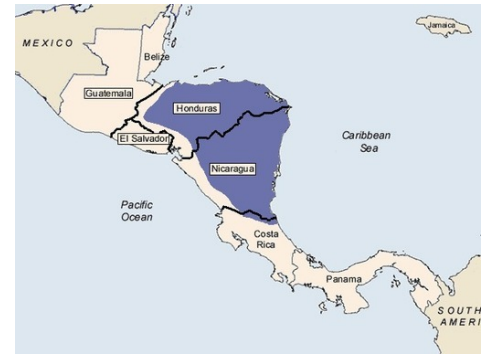 MEXICO
Jamaica
Belize
Guatemala
Honduras
El Salvador
Caribbean
Sea
Nicaragua
Pacific
Ocean
Costa
Rica
Panama
SOUTH
AMERI